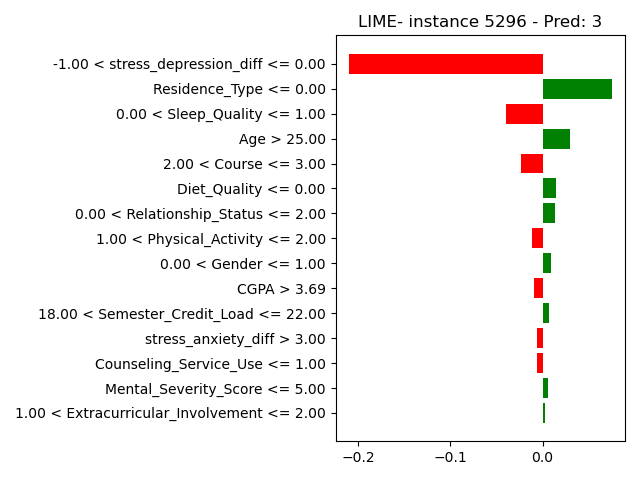 LIME- instance 5296 - Pred: 3
-1.00 < stress_depression_diff <= 0.00
Residence_Type <= 0.00
0.00 < Sleep_Quality <= 1.00
Age > 25.00
2.00 < Course <= 3.00
Diet_Quality <= 0.00
0.00 < Relationship_Status <= 2.00
1.00 < Physical_Activity <= 2.00
0.00 < Gender <= 1.00
CGPA > 3.69
18.00 < Semester_Credit_Load <= 22.00
stress_anxiety_diff > 3.00
Counseling_Service_Use <= 1.00
Mental_Severity_Score <= 5.00
1.00 < Extracurricular_Involvement <= 2.00
−0.2 −0.1 0.0